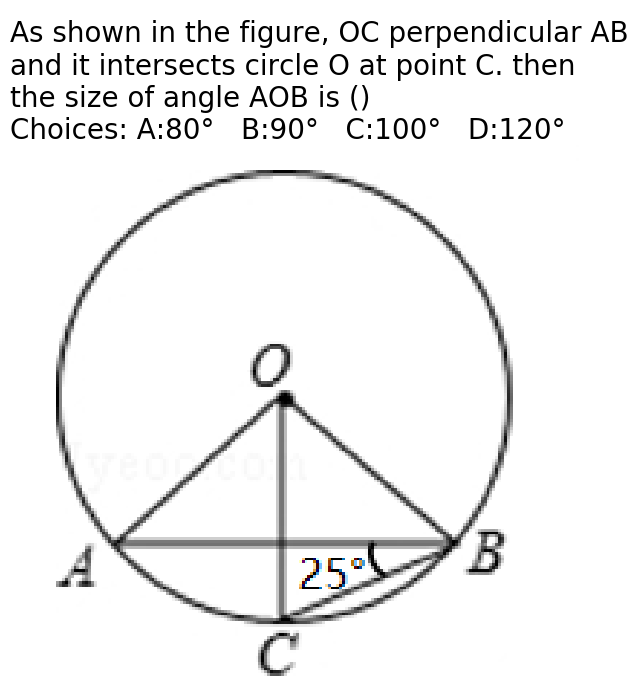 As shown in the figure, OC perpendicular AB
and it intersects circle O at point C. then
the size of angle AOB is ()
Choices: A:80° B:90° C:100° D:120°
O
A
B
25°
C